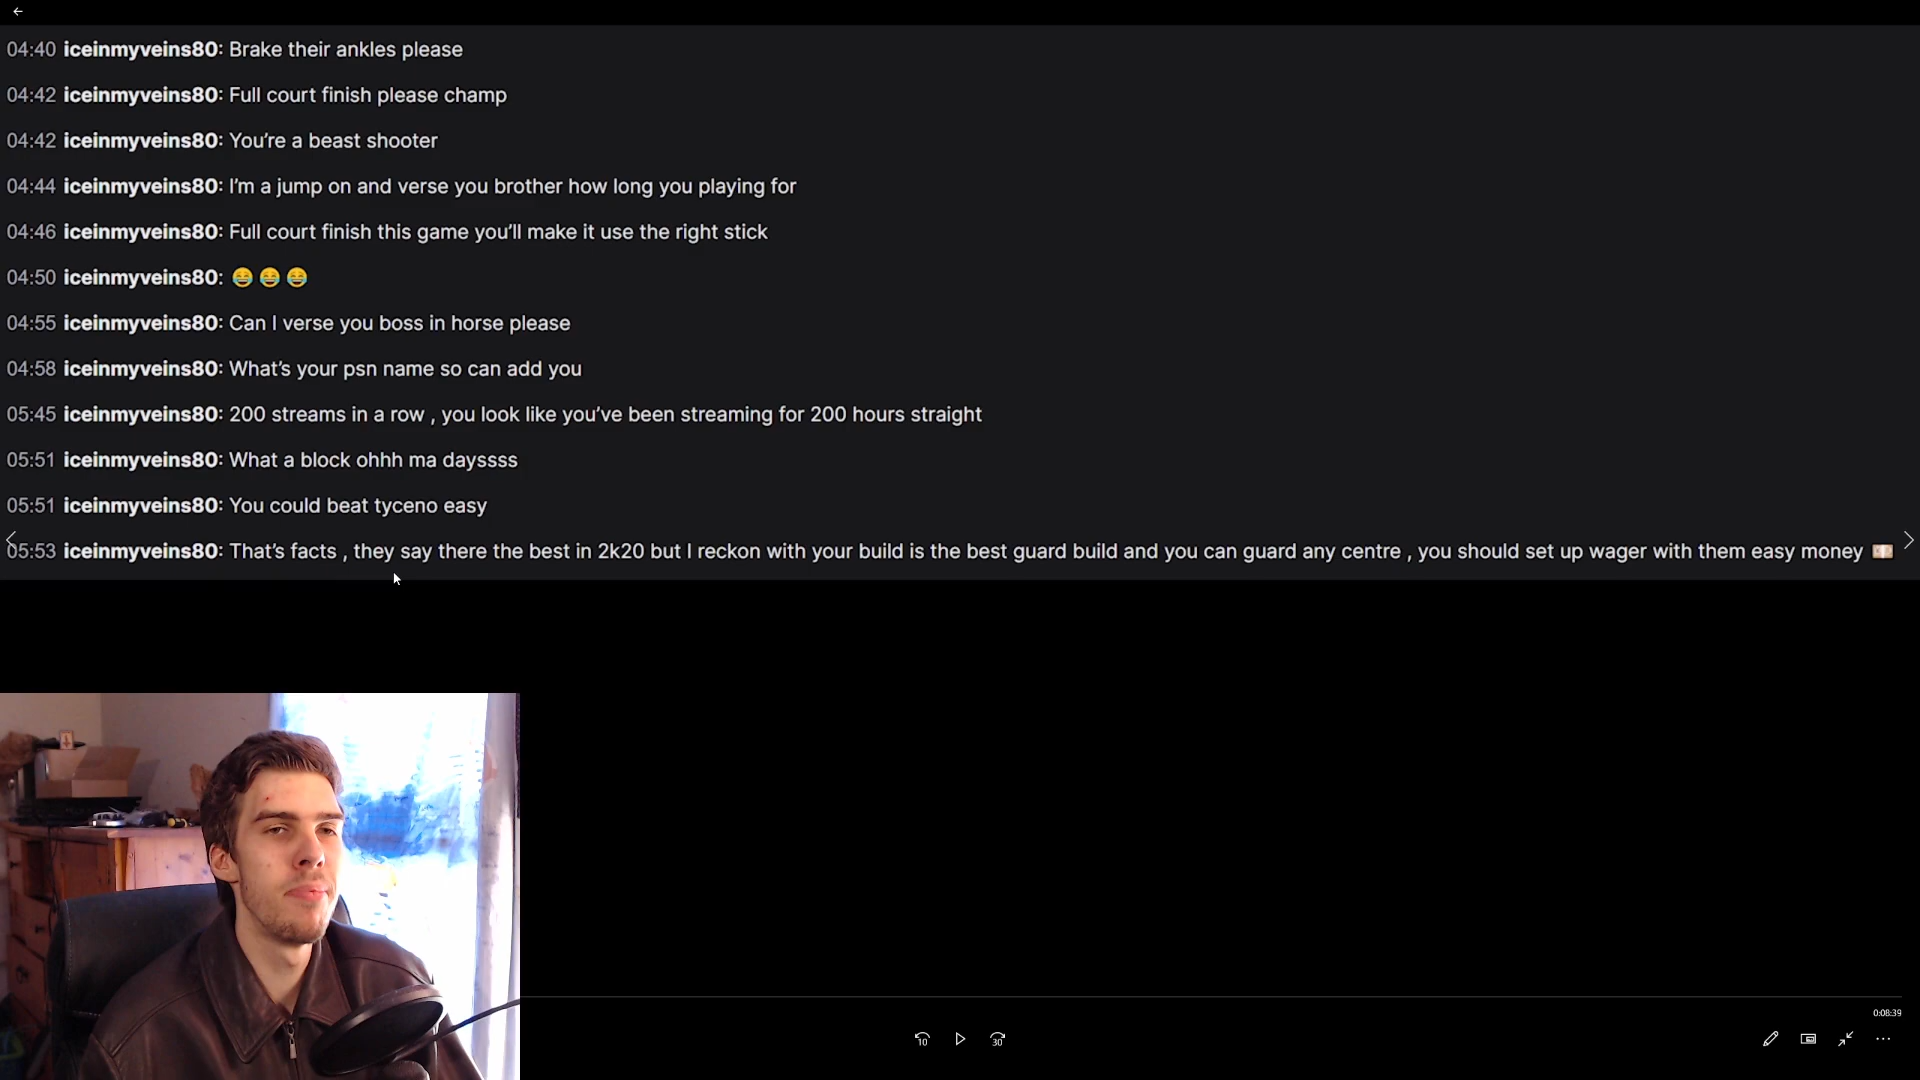 04:40 iceinmyveins80: Brake their ankles please
04:42 iceinmyveins80: Full court finish please champ
04:42 iceinmyveins80: You’re a beast shooter
04:44 iceinmyveins80: I’m a jump on and verse you brother how long you playing for
04:46 iceinmyveins80: Full court finish this game you’ll make it use the right stick
04:50 iceinmyveins80: 😂 😂 😂
04:55 iceinmyveins80: Can I verse you boss in horse please
04:58 iceinmyveins80: What’s your psn name so can add you
05:45 iceinmyveins80: 200 streams in a row , you look like you’ve been streaming for 200 hours straight
05:51 iceinmyveins80: What a block ohhh ma dayssss
05:51 iceinmyveins80: You could beat tyceno easy
05:53 iceinmyveins80: That’s facts , they say there the best in 2k20 but I reckon with your build is the best guard build and you can guard any centre , you should set up wager with them easy money 💵
0:08:39
10
30